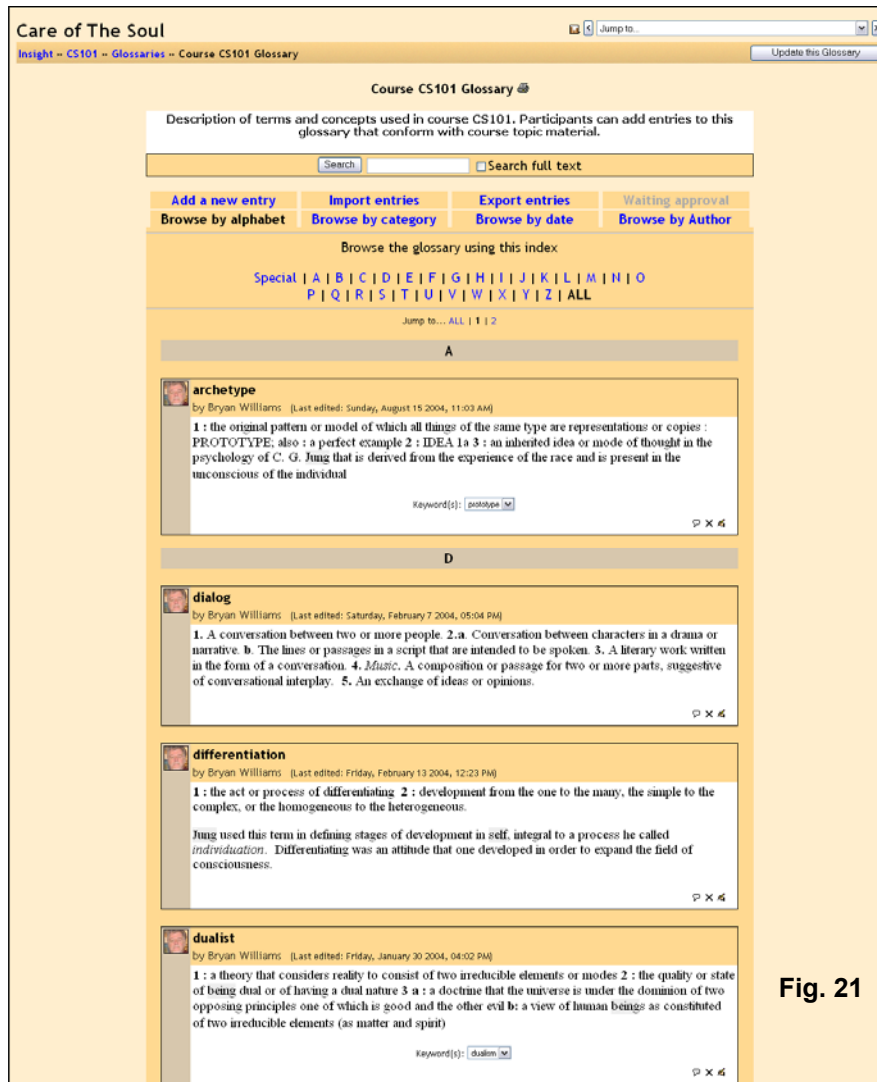 Care of The Soul
Jump to...
Insight -- CS101 -- Glossaries -- Course CS101 Glossary
Update this Glossary
Course CS101 Glossary
Description of terms and concepts used in course CS101. Participants can add entries to this
glossary that conform with course topic material.
Search Search full text
Add a new entry Import entries Export entries Waiting approval
Browse by alphabet Browse by category Browse by date Browse by Author
Browse the glossary using this index
Special | A | B | C | D | E | F | G | H | I | J | K | L | M | N | O
P | Q | R | S | T | U | V | W | X | Y | Z | ALL
Jump to... ALL | 1 | 2
A
archetype
by Bryan Williams (Last edited: Sunday, August 15 2004, 11:03 AM)
1 : the original pattern or model of which all things of the same type are representations or copies :
PROTOTYPE; also : a perfect example 2 : IDEA 1a 3 : an inherited idea or mode of thought in the
psychology of C. G. Jung that is derived from the experience of the race and is present in the
unconscious of the individual
Keyword(s): prototype
D
dialog
by Bryan Williams (Last edited: Saturday, February 7 2004, 05:04 PM)
1. A conversation between two or more people. 2.a. Conversation between characters in a drama or
narrative. b. The lines or passages in a script that are intended to be spoken. 3. A literary work written
in the form of a conversation. 4. Music. A composition or passage for two or more parts, suggestive
of conversational interplay. 5. An exchange of ideas or opinions.
differentiation
by Bryan Williams (Last edited: Friday, February 13 2004, 12:23 PM)
1 : the act or process of differentiating 2 : development from the one to the many, the simple to the
complex, or the homogeneous to the heterogeneous.
Jung used this term in defining stages of development in self, integral to a process he called
individuation. Differentiating was an attitude that one developed in order to expand the field of
consciousness.
dualist
by Bryan Williams (Last edited: Friday, January 30 2004, 04:02 PM)
1 : a theory that considers reality to consist of two irreducible elements or modes 2 : the quality or state
of being dual or of having a dual nature 3 a : a doctrine that the universe is under the dominion of two
opposing principles one of which is good and the other evil b: a view of human beings as constituted
of two irreducible elements (as matter and spirit)
Keyword(s): dualism
Fig. 21